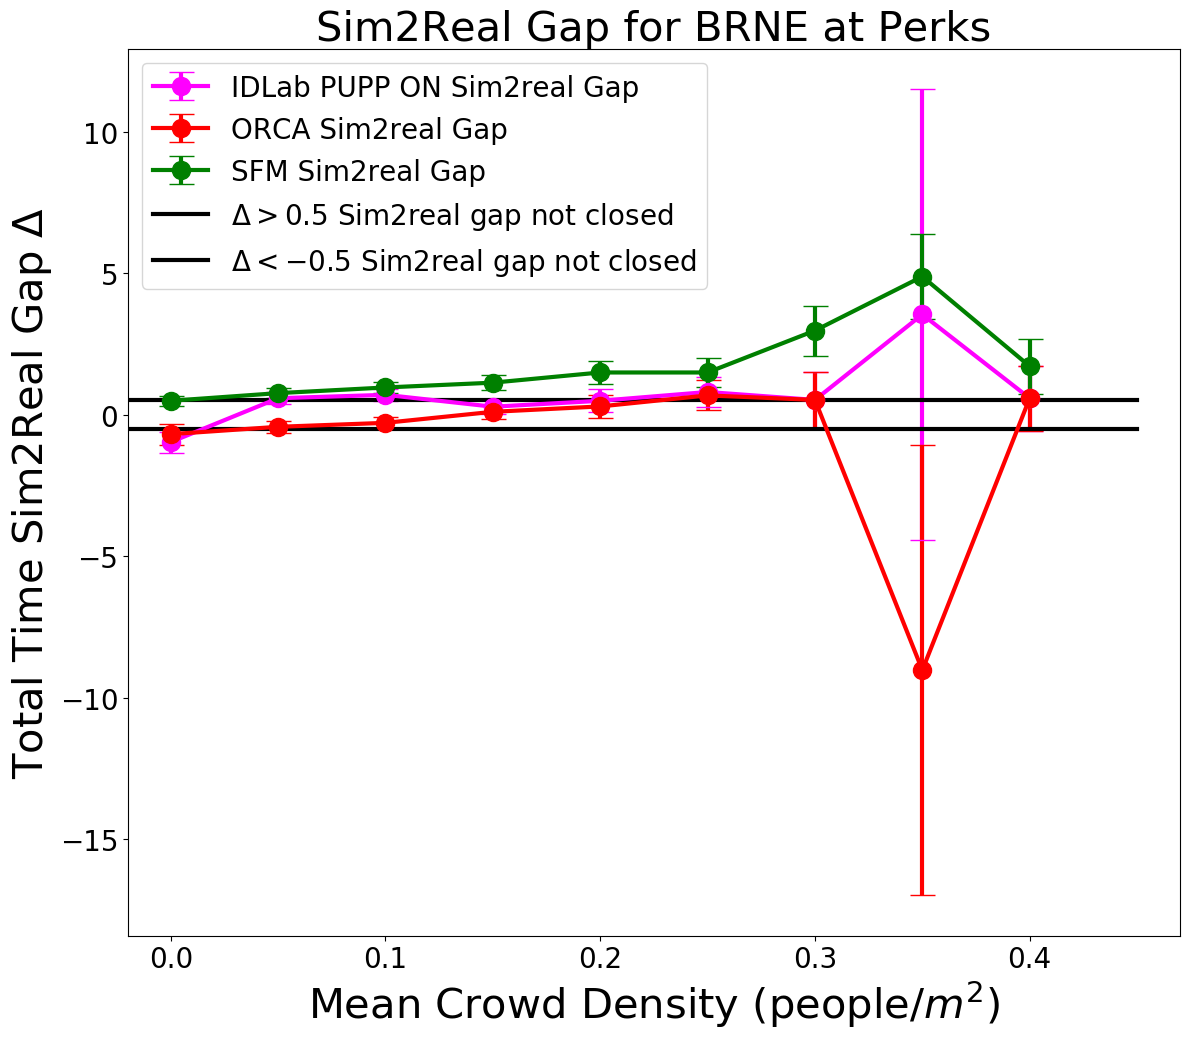 Sim2Real Gap for BRNE at Perks
IDLab PUPP ON Sim2real Gap
ORCA Sim2real Gap
SFM Sim2real Gap
Δ > 0.5 Sim2real gap not closed
Δ < −0.5 Sim2real gap not closed
Total Time Sim2Real Gap Δ
10
5
0
−5
−10
−15
0.0 0.1 0.2 0.3 0.4
Mean Crowd Density (people/m²)